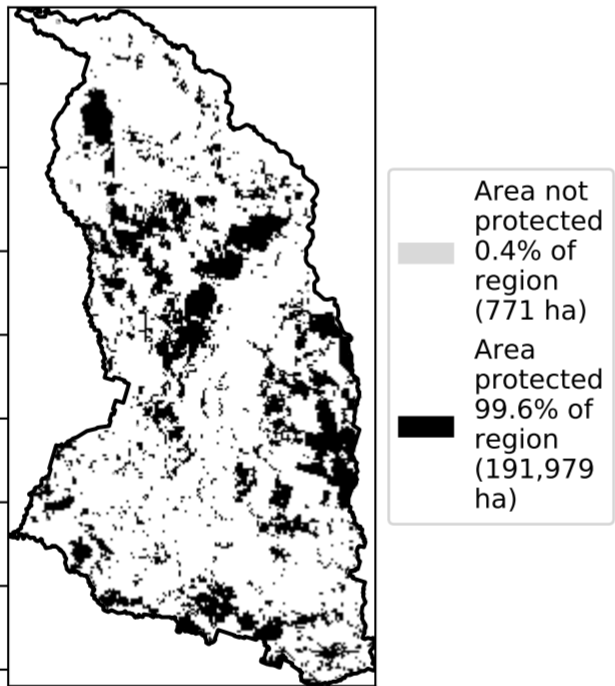 Area not
protected
0.4% of
region
(771 ha)
Area
protected
99.6% of
region
(191,979
ha)